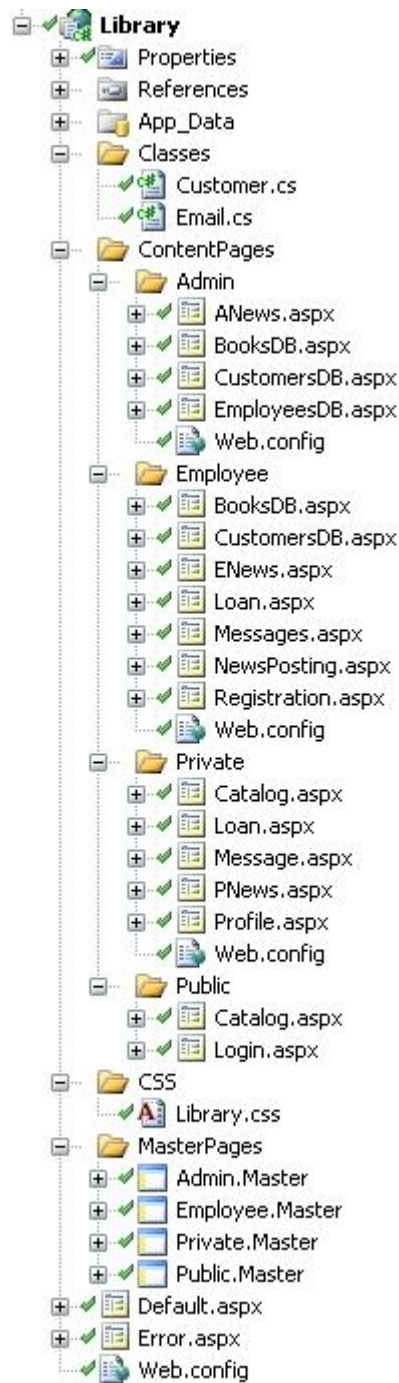 Library
Properties
References
App_Data
Classes
Customer.cs
Email.cs
ContentPages
Admin
ANews.aspx
BooksDB.aspx
CustomersDB.aspx
EmployeesDB.aspx
Web.config
Employee
BooksDB.aspx
CustomersDB.aspx
ENews.aspx
Loan.aspx
Messages.aspx
NewsPosting.aspx
Registration.aspx
Web.config
Private
Catalog.aspx
Loan.aspx
Message.aspx
PNews.aspx
Profile.aspx
Web.config
Public
Catalog.aspx
Login.aspx
CSS
Library.css
MasterPages
Admin.Master
Employee.Master
Private.Master
Public.Master
Default.aspx
Error.aspx
Web.config